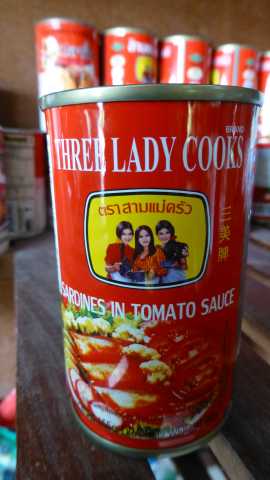 THREE LADY COOKS
BRAND
ตราสามแม่ครัว
三美牌
SARDINES IN TOMATO SAUCE